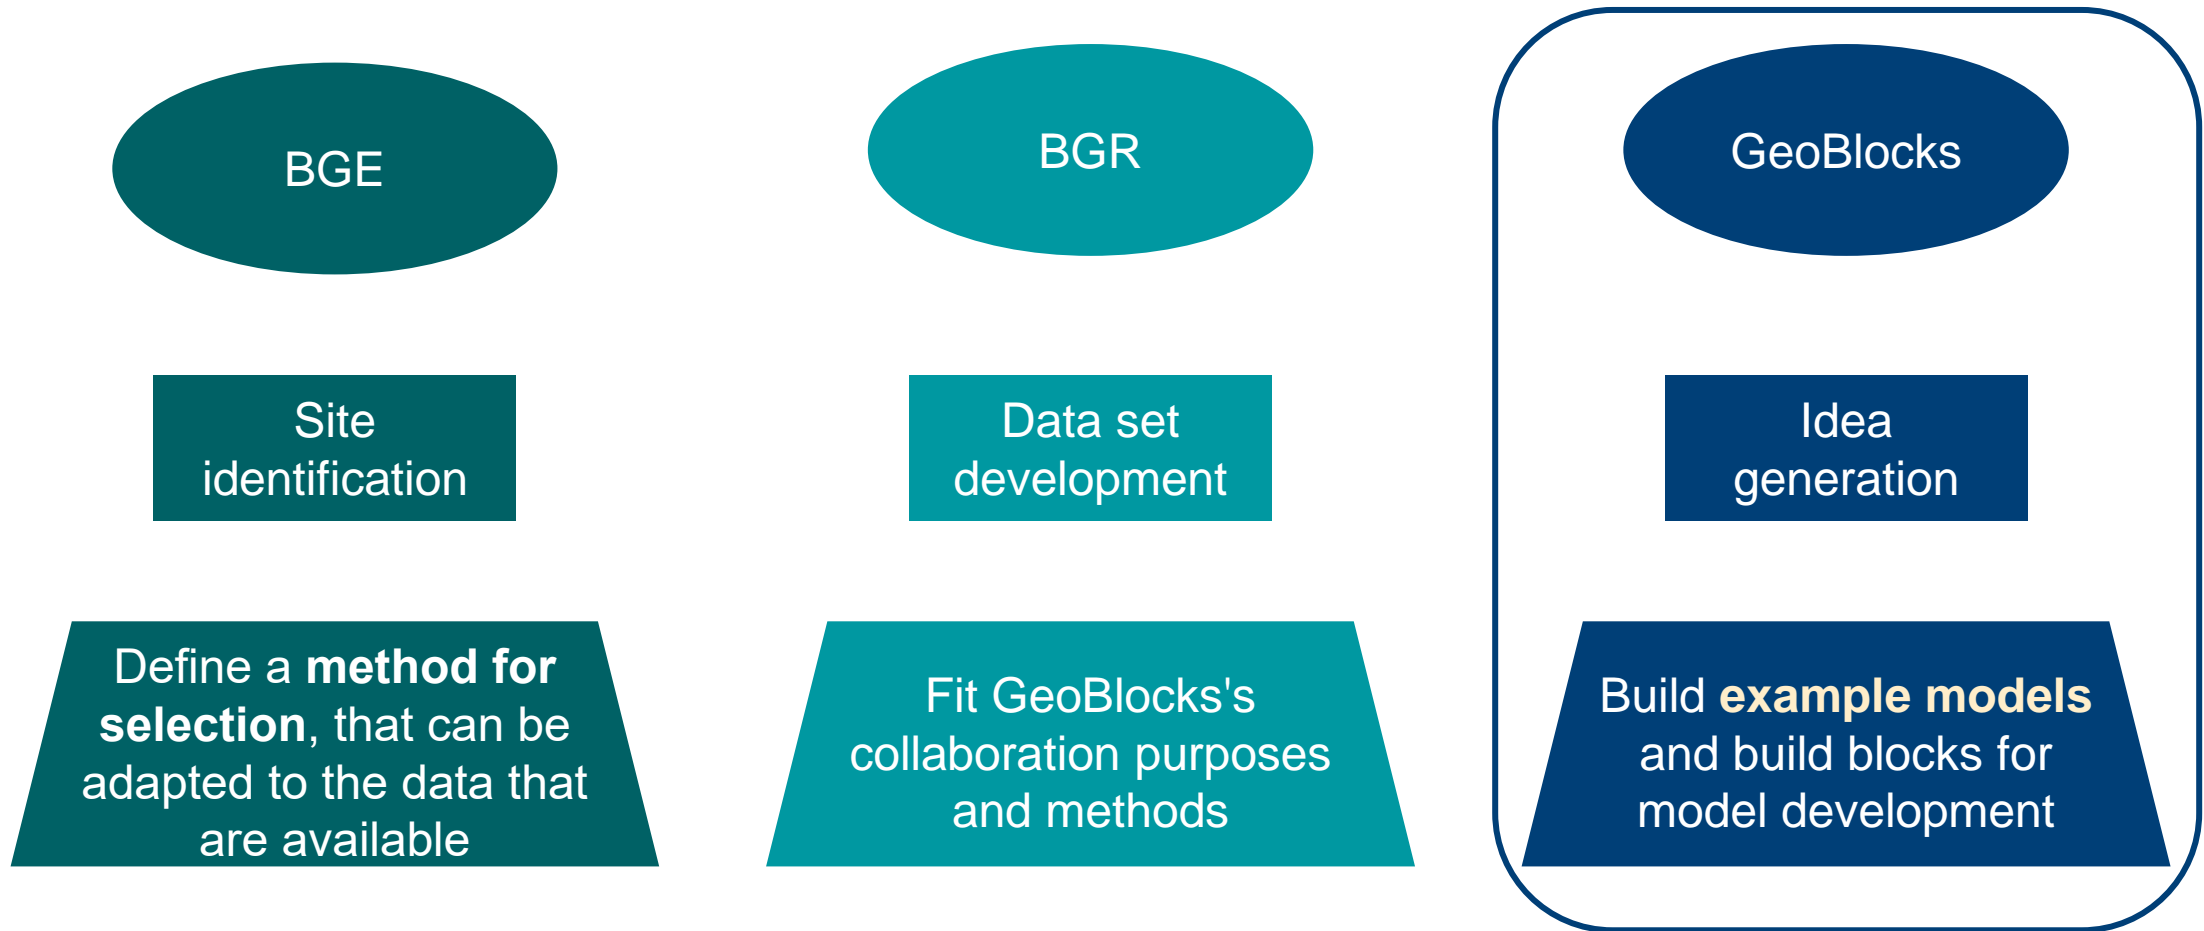 BGE
Site
identification
Define a method for
selection, that can be
adapted to the data that
are available
BGR
Data set
development
Fit GeoBlocks's
collaboration purposes
and methods
GeoBlocks
Idea
generation
Build example models
and build blocks for
model development